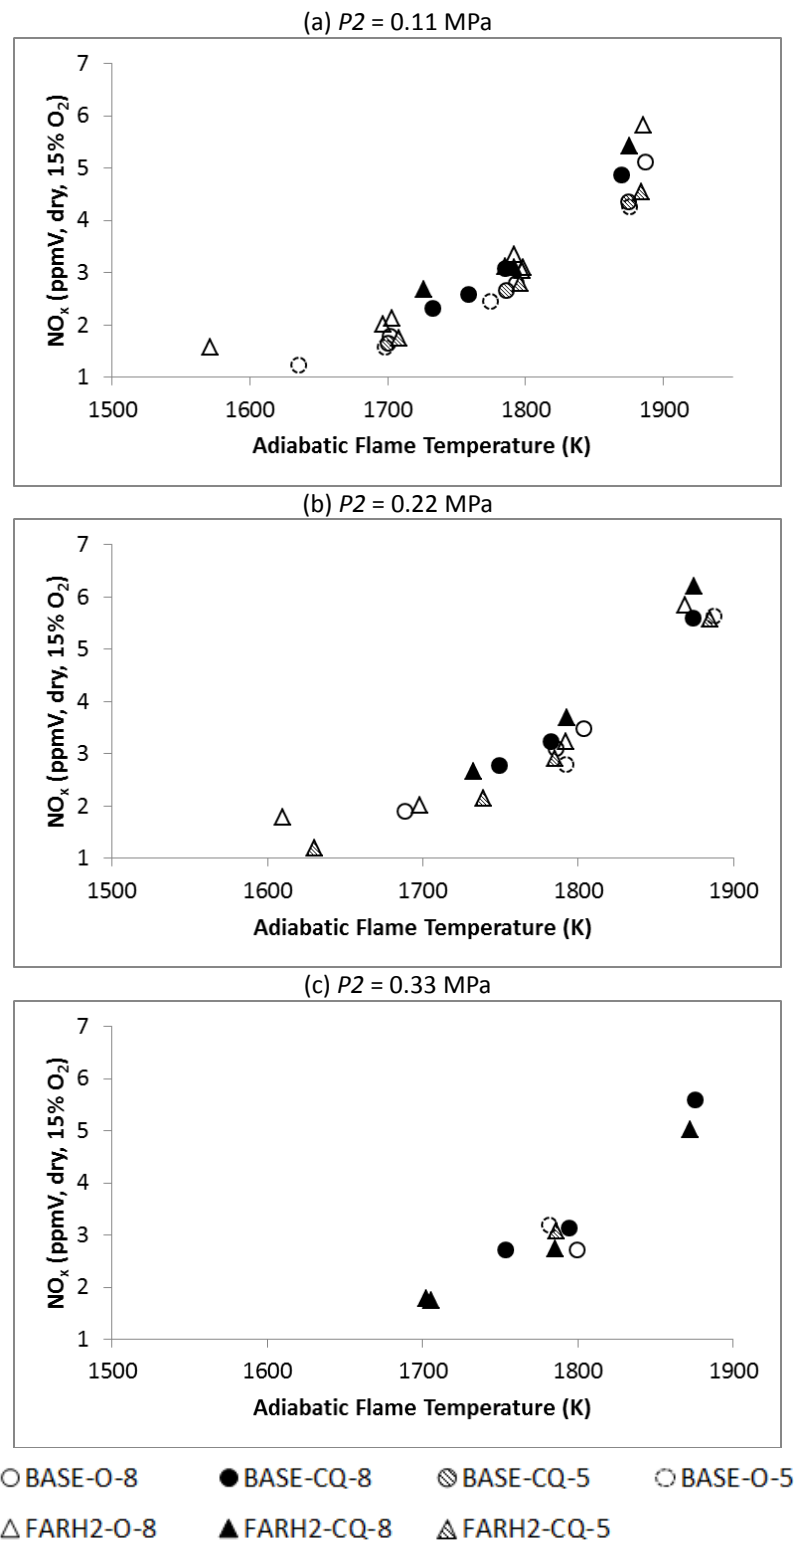 (a) P2 = 0.11 MPa
7
6
5
4
3
2
1
NOx (ppmV, dry, 15% O2)
1500 1600 1700 1800 1900
Adiabatic Flame Temperature (K)
(b) P2 = 0.22 MPa
7
6
5
4
3
2
1
NOx (ppmV, dry, 15% O2)
1500 1600 1700 1800 1900
Adiabatic Flame Temperature (K)
(c) P2 = 0.33 MPa
7
6
5
4
3
2
1
NOx (ppmV, dry, 15% O2)
1500 1600 1700 1800 1900
Adiabatic Flame Temperature (K)
BASE-O-8 BASE-CQ-8 BASE-CQ-5 BASE-O-5
FARH2-O-8 FARH2-CQ-8 FARH2-CQ-5